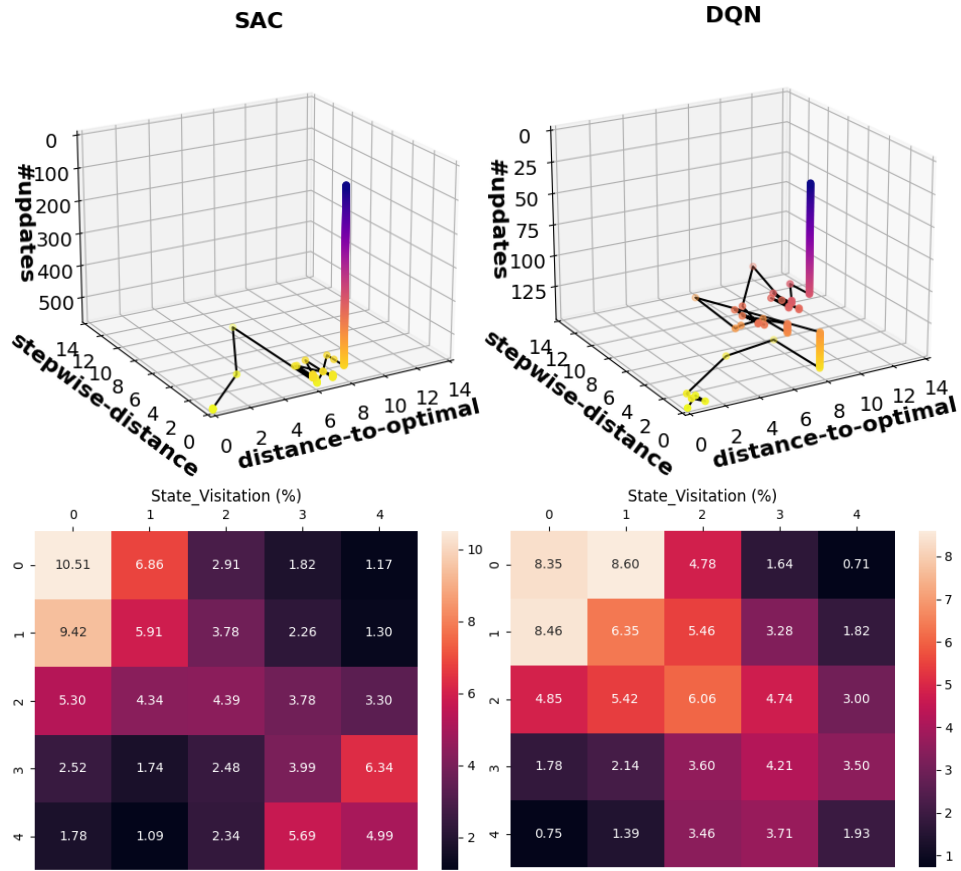 SAC
0
100
200
300
400
500
#updates
14
12
10
8
6
4
2
0
stepwise-distance
0
2
4
6
8
10
12
14
distance-to-optimal
DQN
0
25
50
75
100
125
#updates
14
12
10
8
6
4
2
0
stepwise-distance
0
2
4
6
8
10
12
14
distance-to-optimal
State_Visitation (%)
0 1 2 3 4
0 10.51 6.86 2.91 1.82 1.17
1 9.42 5.91 3.78 2.26 1.30
2 5.30 4.34 4.39 3.78 3.30
3 2.52 1.74 2.48 3.99 6.34
4 1.78 1.09 2.34 5.69 4.99
10
8
6
4
2
State_Visitation (%)
0 1 2 3 4
0 8.35 8.60 4.78 1.64 0.71
1 8.46 6.35 5.46 3.28 1.82
2 4.85 5.42 6.06 4.74 3.00
3 1.78 2.14 3.60 4.21 3.50
4 0.75 1.39 3.46 3.71 1.93
8
7
6
5
4
3
2
1